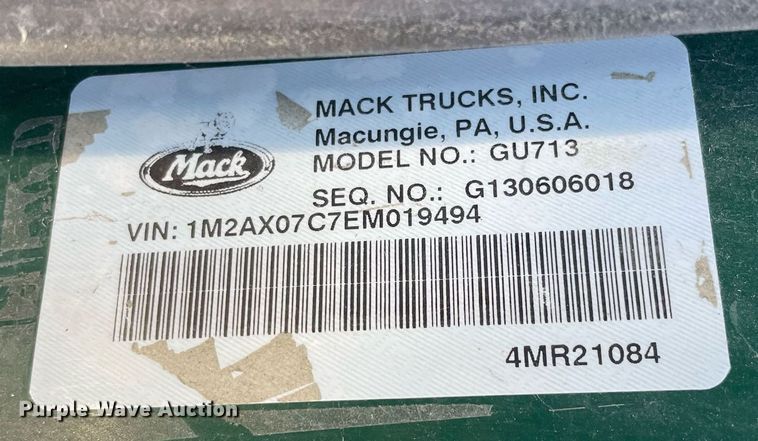 MACK TRUCKS, INC.
Macungie, PA, U.S.A.
Mack
MODEL NO.: GU713
SEQ. NO.: G130606018
VIN: 1M2AX07C7EM019494
4MR21084
Purple Wave Auction